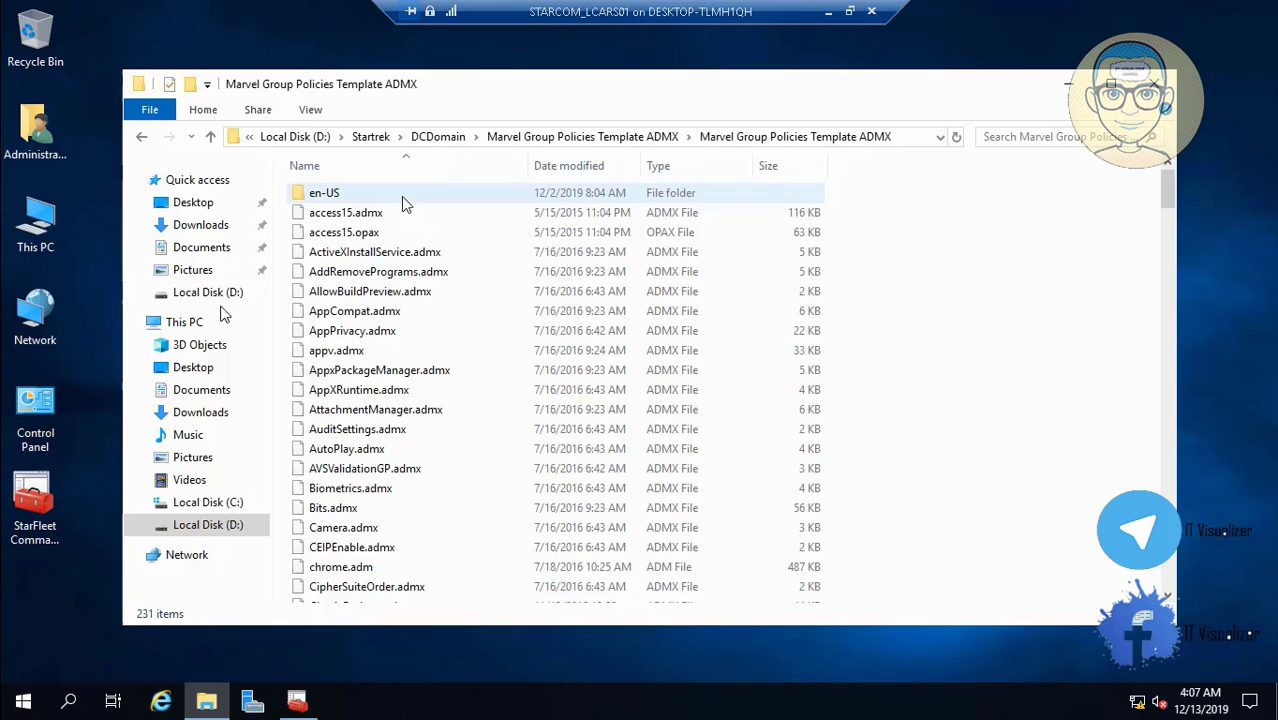 STARCOM_LCARS01 on DESKTOP-TLMH1QH
Recycle Bin
Administra...
This PC
Network
Control
Panel
StarFleet
Comma...
Marvel Group Policies Template ADMX
File Home Share View
« Local Disk (D:) Startrek DCDomain Marvel Group Policies Template ADMX Marvel Group Policies Template ADMX
Search Marvel Group Policies
Name Date modified Type Size
Quick access
Desktop
Downloads
Documents
Pictures
Local Disk (D:)
This PC
3D Objects
Desktop
Documents
Downloads
Music
Pictures
Videos
Local Disk (C:)
Local Disk (D:)
Network
en-US 12/2/2019 8:04 AM File folder
access15.admx 5/15/2015 11:04 PM ADMX File 116 KB
access15.opax 5/15/2015 11:04 PM OPAX File 63 KB
ActiveXInstallService.admx 7/16/2016 9:23 AM ADMX File 5 KB
AddRemovePrograms.admx 7/16/2016 9:23 AM ADMX File 5 KB
AllowBuildPreview.admx 7/16/2016 6:43 AM ADMX File 2 KB
AppCompat.admx 7/16/2016 9:23 AM ADMX File 6 KB
AppPrivacy.admx 7/16/2016 6:42 AM ADMX File 22 KB
appv.admx 7/16/2016 9:24 AM ADMX File 33 KB
AppxPackageManager.admx 7/16/2016 9:23 AM ADMX File 5 KB
AppXRuntime.admx 7/16/2016 9:23 AM ADMX File 4 KB
AttachmentManager.admx 7/16/2016 9:23 AM ADMX File 6 KB
AuditSettings.admx 7/16/2016 6:43 AM ADMX File 2 KB
AutoPlay.admx 7/16/2016 6:43 AM ADMX File 4 KB
AVSValidationGP.admx 7/16/2016 6:42 AM ADMX File 4 KB
Biometrics.admx 7/16/2016 6:43 AM ADMX File 4 KB
Bits.admx 7/16/2016 6:43 AM ADMX File 56 KB
Camera.admx 7/16/2016 6:43 AM ADMX File 3 KB
CEIPEnable.admx 7/16/2016 6:43 AM ADMX File 2 KB
chrome.adm 7/18/2016 10:25 AM ADM File 487 KB
CipherSuiteOrder.admx 7/16/2016 6:43 AM ADMX File 2 KB
231 items
IT Visualizer
IT Visualizer
4:07 AM
12/13/2019